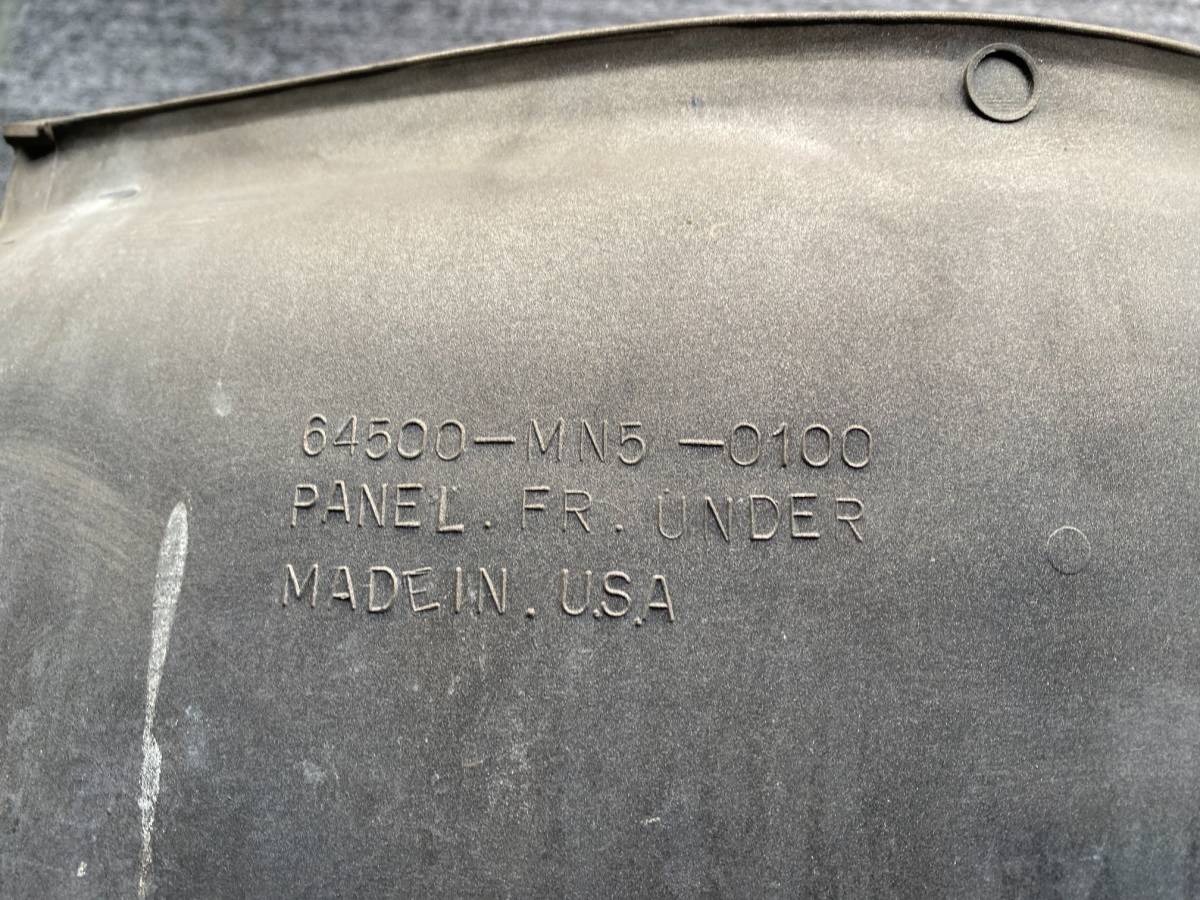 64500-MN5-0100
PANEL. FR. UNDER
MADE IN. U.S.A